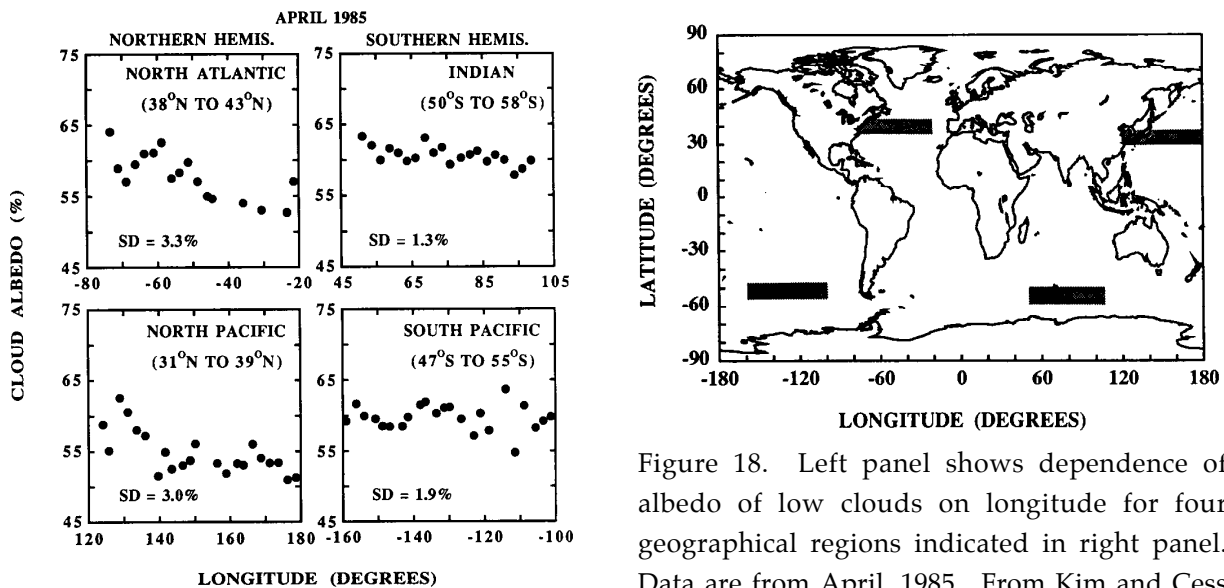 APRIL 1985
NORTHERN HEMIS.
SOUTHERN HEMIS.
CLOUD ALBEDO (%)
75
65
55
45
NORTH ATLANTIC
(38°N TO 43°N)
SD = 3.3%
-80 -60 -40 -20
INDIAN
(50°S TO 58°S)
SD = 1.3%
45 65 85 105
75
65
55
45
NORTH PACIFIC
(31°N TO 39°N)
SD = 3.0%
120 140 160 180
SOUTH PACIFIC
(47°S TO 55°S)
SD = 1.9%
-160 -140 -120 -100
LONGITUDE (DEGREES)
LATITUDE (DEGREES)
90
60
30
0
-30
-60
-90
-180 -120 -60 0 60 120 180
LONGITUDE (DEGREES)
Figure 18. Left panel shows dependence of
albedo of low clouds on longitude for four
geographical regions indicated in right panel.
Data are from April, 1985. From Kim and Cess